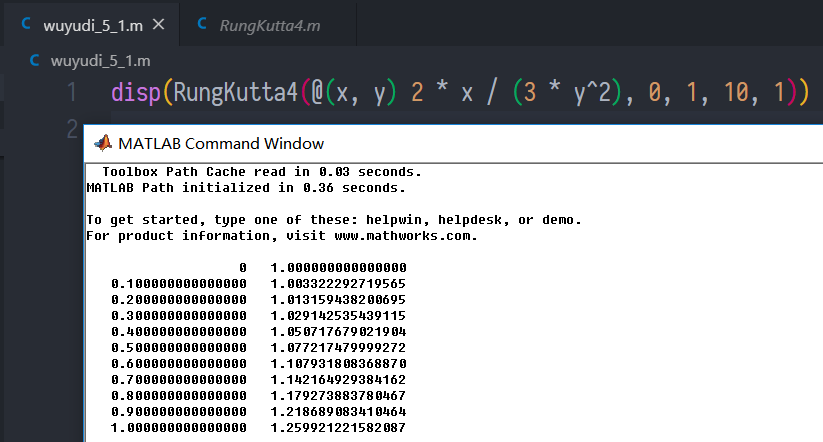 wuyudi_5_1.m RungKutta4.m
wuyudi_5_1.m
1 disp(RungKutta4(@(x, y) 2 * x / (3 * y^2), 0, 1, 10, 1))
2
MATLAB Command Window
Toolbox Path Cache read in 0.03 seconds.
MATLAB Path initialized in 0.36 seconds.
To get started, type one of these: helpwin, helpdesk, or demo.
For product information, visit www.mathworks.com.
0 1.000000000000000
0.100000000000000 1.003322292719565
0.200000000000000 1.013159438200695
0.300000000000000 1.029142535439115
0.400000000000000 1.050717679021904
0.500000000000000 1.077217479999272
0.600000000000000 1.107931808368870
0.700000000000000 1.142164929384162
0.800000000000000 1.179273883780467
0.900000000000000 1.218689083410464
1.000000000000000 1.259921221582087